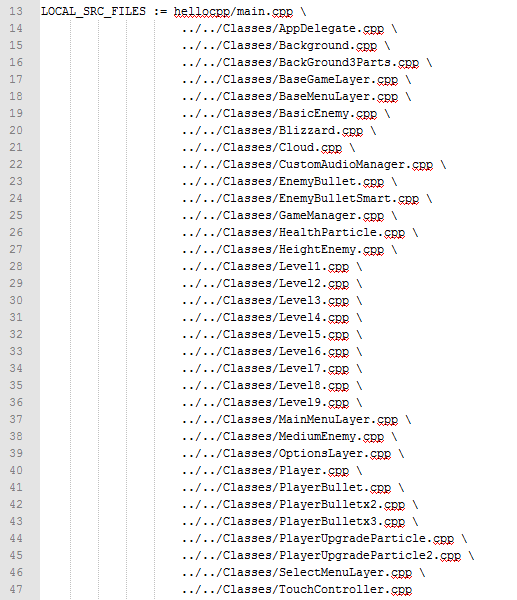 13 LOCAL_SRC_FILES := hellocpp/main.cpp \
14 ../../Classes/AppDelegate.cpp \
15 ../../Classes/Background.cpp \
16 ../../Classes/BackGround3Parts.cpp \
17 ../../Classes/BaseGameLayer.cpp \
18 ../../Classes/BaseMenuLayer.cpp \
19 ../../Classes/BasicEnemy.cpp \
20 ../../Classes/Blizzard.cpp \
21 ../../Classes/Cloud.cpp \
22 ../../Classes/CustomAudioManager.cpp \
23 ../../Classes/EnemyBullet.cpp \
24 ../../Classes/EnemyBulletSmart.cpp \
25 ../../Classes/GameManager.cpp \
26 ../../Classes/HealthParticle.cpp \
27 ../../Classes/HeightEnemy.cpp \
28 ../../Classes/Level1.cpp \
29 ../../Classes/Level2.cpp \
30 ../../Classes/Level3.cpp \
31 ../../Classes/Level4.cpp \
32 ../../Classes/Level5.cpp \
33 ../../Classes/Level6.cpp \
34 ../../Classes/Level7.cpp \
35 ../../Classes/Level8.cpp \
36 ../../Classes/Level9.cpp \
37 ../../Classes/MainMenuLayer.cpp \
38 ../../Classes/MediumEnemy.cpp \
39 ../../Classes/OptionsLayer.cpp \
40 ../../Classes/Player.cpp \
41 ../../Classes/PlayerBullet.cpp \
42 ../../Classes/PlayerBulletx2.cpp \
43 ../../Classes/PlayerBulletx3.cpp \
44 ../../Classes/PlayerUpgradeParticle.cpp \
45 ../../Classes/PlayerUpgradeParticle2.cpp \
46 ../../Classes/SelectMenuLayer.cpp \
47 ../../Classes/TouchController.cpp